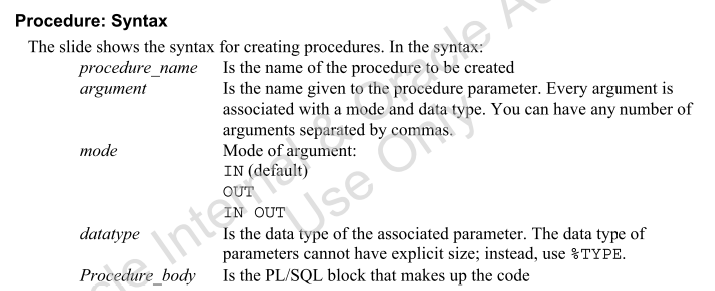 Procedure: Syntax
The slide shows the syntax for creating procedures. In the syntax:
procedure_name Is the name of the procedure to be created
argument Is the name given to the procedure parameter. Every argument is
associated with a mode and data type. You can have any number of
arguments separated by commas.
mode Mode of argument:
IN (default)
OUT
IN OUT
datatype Is the data type of the associated parameter. The data type of
parameters cannot have explicit size; instead, use %TYPE.
Procedure_body Is the PL/SQL block that makes up the code
Internal & Oracle
Use Only